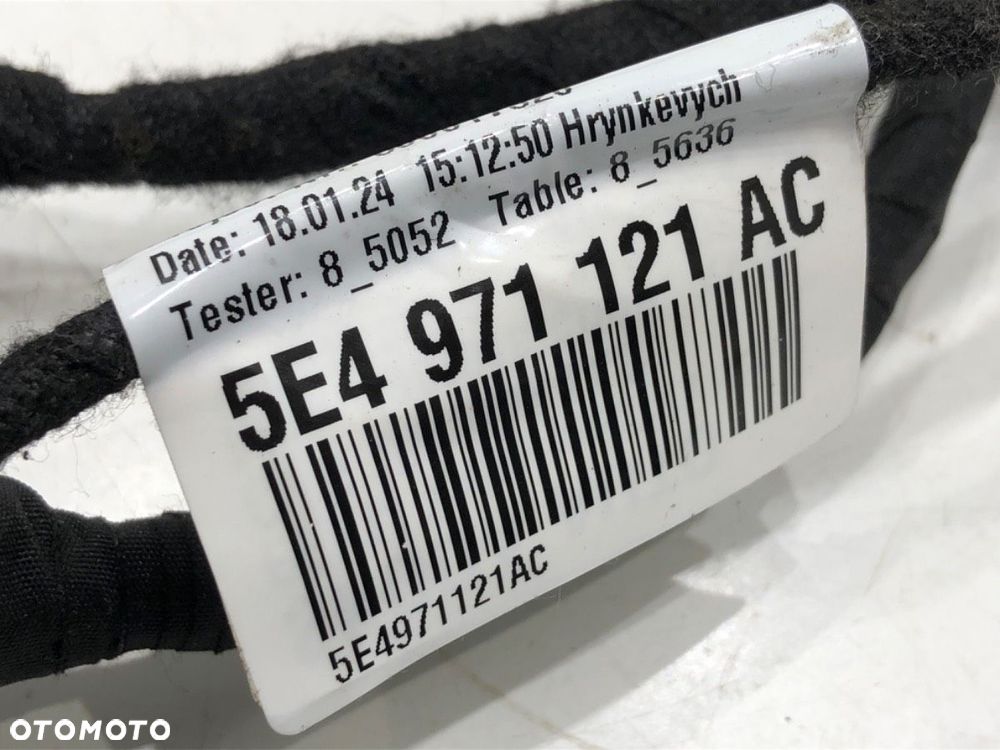 Date: 18.01.24 15:12:50 Hrynkevych
Tester: 8_5052 Table: 8_5636
5E4 971 121 AC
5E4971121AC
OTOMOTO